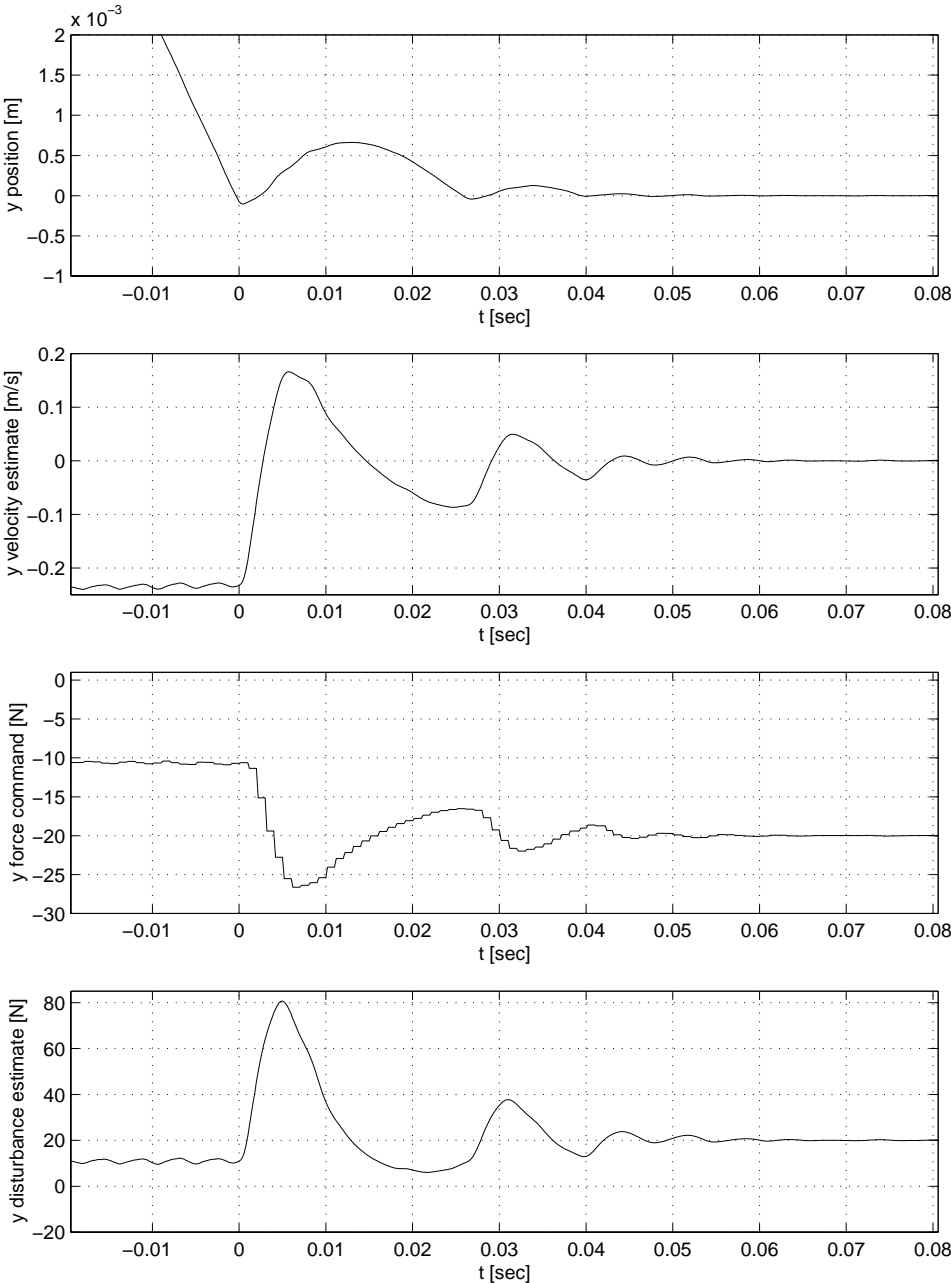 x 10⁻³
2
1.5
1
0.5
0
−0.5
−1
y position [m]
−0.01 0 0.01 0.02 0.03 0.04 0.05 0.06 0.07 0.08
t [sec]
0.2
0.1
0
−0.1
−0.2
y velocity estimate [m/s]
−0.01 0 0.01 0.02 0.03 0.04 0.05 0.06 0.07 0.08
t [sec]
0
−5
−10
−15
−20
−25
−30
y force command [N]
−0.01 0 0.01 0.02 0.03 0.04 0.05 0.06 0.07 0.08
t [sec]
80
60
40
20
0
−20
y disturbance estimate [N]
−0.01 0 0.01 0.02 0.03 0.04 0.05 0.06 0.07 0.08
t [sec]